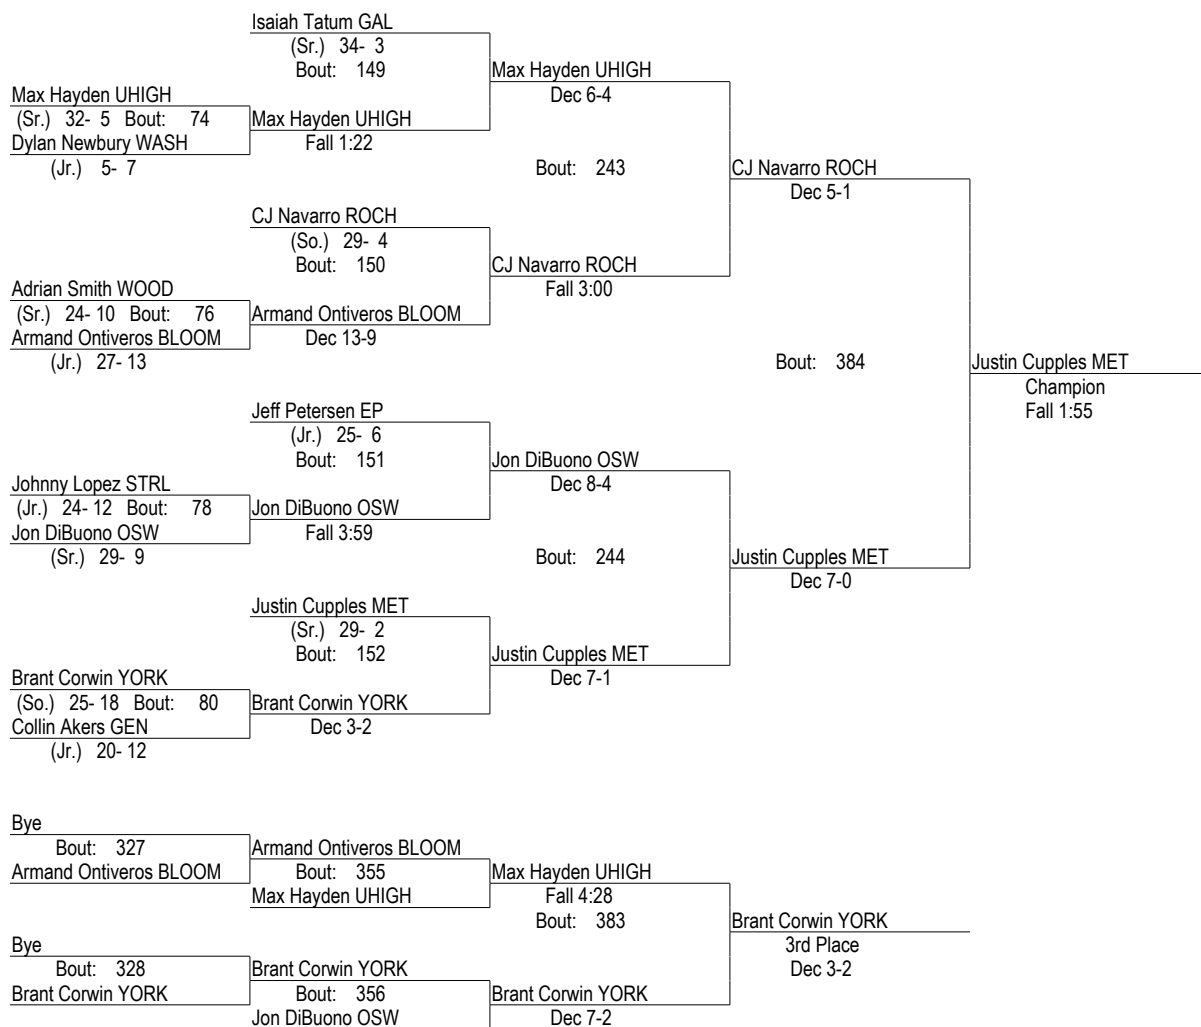 Isaiah Tatum GAL
(Sr.) 34- 3
Bout: 149
Max Hayden UHIGH
Dec 6-4
Max Hayden UHIGH
(Sr.) 32- 5 Bout: 74
Max Hayden UHIGH
Dylan Newbury WASH
Fall 1:22
(Jr.) 5- 7
Bout: 243
CJ Navarro ROCH
Dec 5-1
CJ Navarro ROCH
(So.) 29- 4
Bout: 150
CJ Navarro ROCH
Fall 3:00
Adrian Smith WOOD
(Sr.) 24- 10 Bout: 76
Armand Ontiveros BLOOM
Armand Ontiveros BLOOM
Dec 13-9
(Jr.) 27- 13
Bout: 384
Justin Cupples MET
Champion
Fall 1:55
Jeff Petersen EP
(Jr.) 25- 6
Bout: 151
Jon DiBuono OSW
Dec 8-4
Johnny Lopez STRL
(Jr.) 24- 12 Bout: 78
Jon DiBuono OSW
Jon DiBuono OSW
Fall 3:59
(Sr.) 29- 9
Bout: 244
Justin Cupples MET
Dec 7-0
Justin Cupples MET
(Sr.) 29- 2
Bout: 152
Justin Cupples MET
Dec 7-1
Brant Corwin YORK
(So.) 25- 18 Bout: 80
Brant Corwin YORK
Collin Akers GEN
Dec 3-2
(Jr.) 20- 12
Bye
Bout: 327
Armand Ontiveros BLOOM
Armand Ontiveros BLOOM
Bout: 355
Max Hayden UHIGH
Max Hayden UHIGH
Fall 4:28
Bout: 383
Brant Corwin YORK
3rd Place
Dec 3-2
Bye
Bout: 328
Brant Corwin YORK
Brant Corwin YORK
Bout: 356
Jon DiBuono OSW
Brant Corwin YORK
Dec 7-2